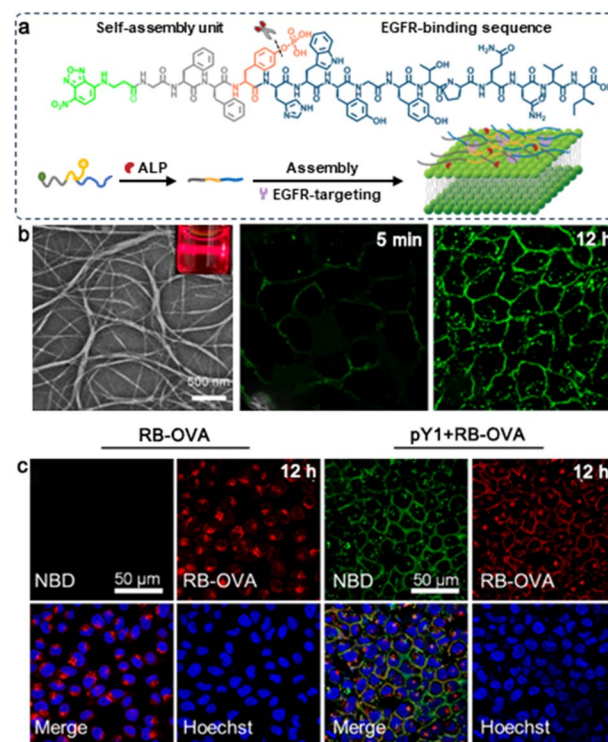 a
Self-assembly unit
EGFR-binding sequence
ALP
Assembly
EGFR-targeting
b
500 nm
5 min
12 h
RB-OVA
pY1+RB-OVA
c
12 h
12 h
NBD
50 µm
RB-OVA
NBD
50 µm
RB-OVA
Merge
Hoechst
Merge
Hoechst